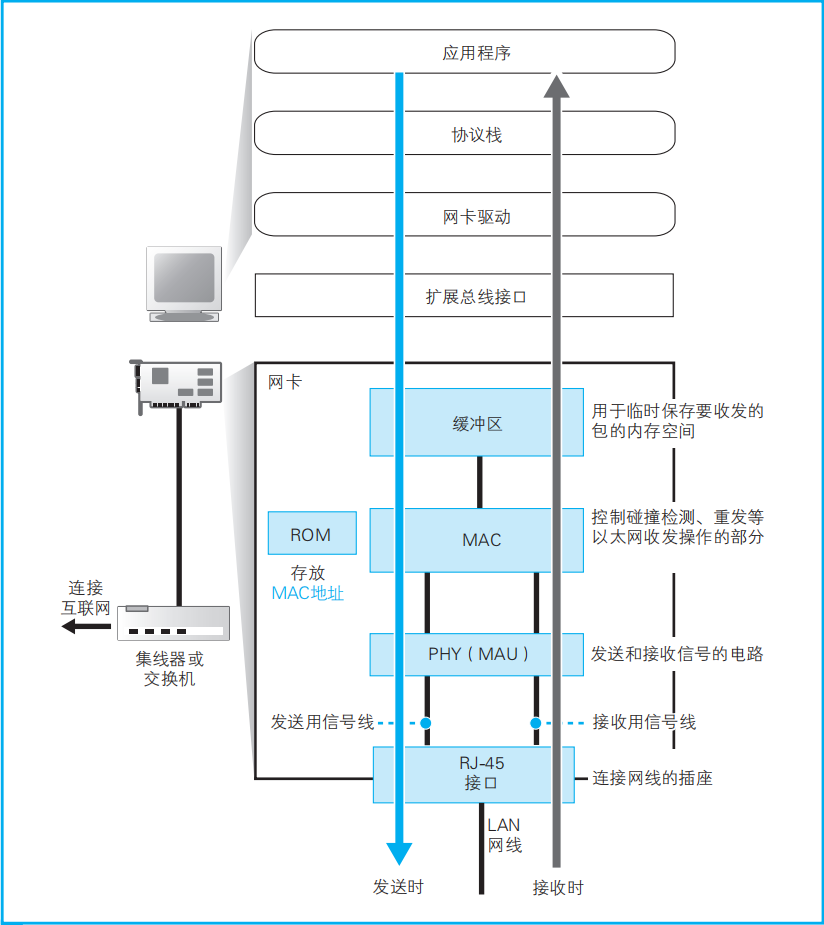 应用程序
协议栈
网卡驱动
扩展总线接口
网卡
缓冲区
用于临时保存要收发的
包的内存空间
ROM
存放
MAC地址
MAC
控制碰撞检测、重发等
以太网收发操作的部分
连接
互联网
集线器或
交换机
PHY（MAU）
发送和接收信号的电路
发送用信号线
接收用信号线
RJ-45
接口
连接网线的插座
LAN
网线
发送时
接收时